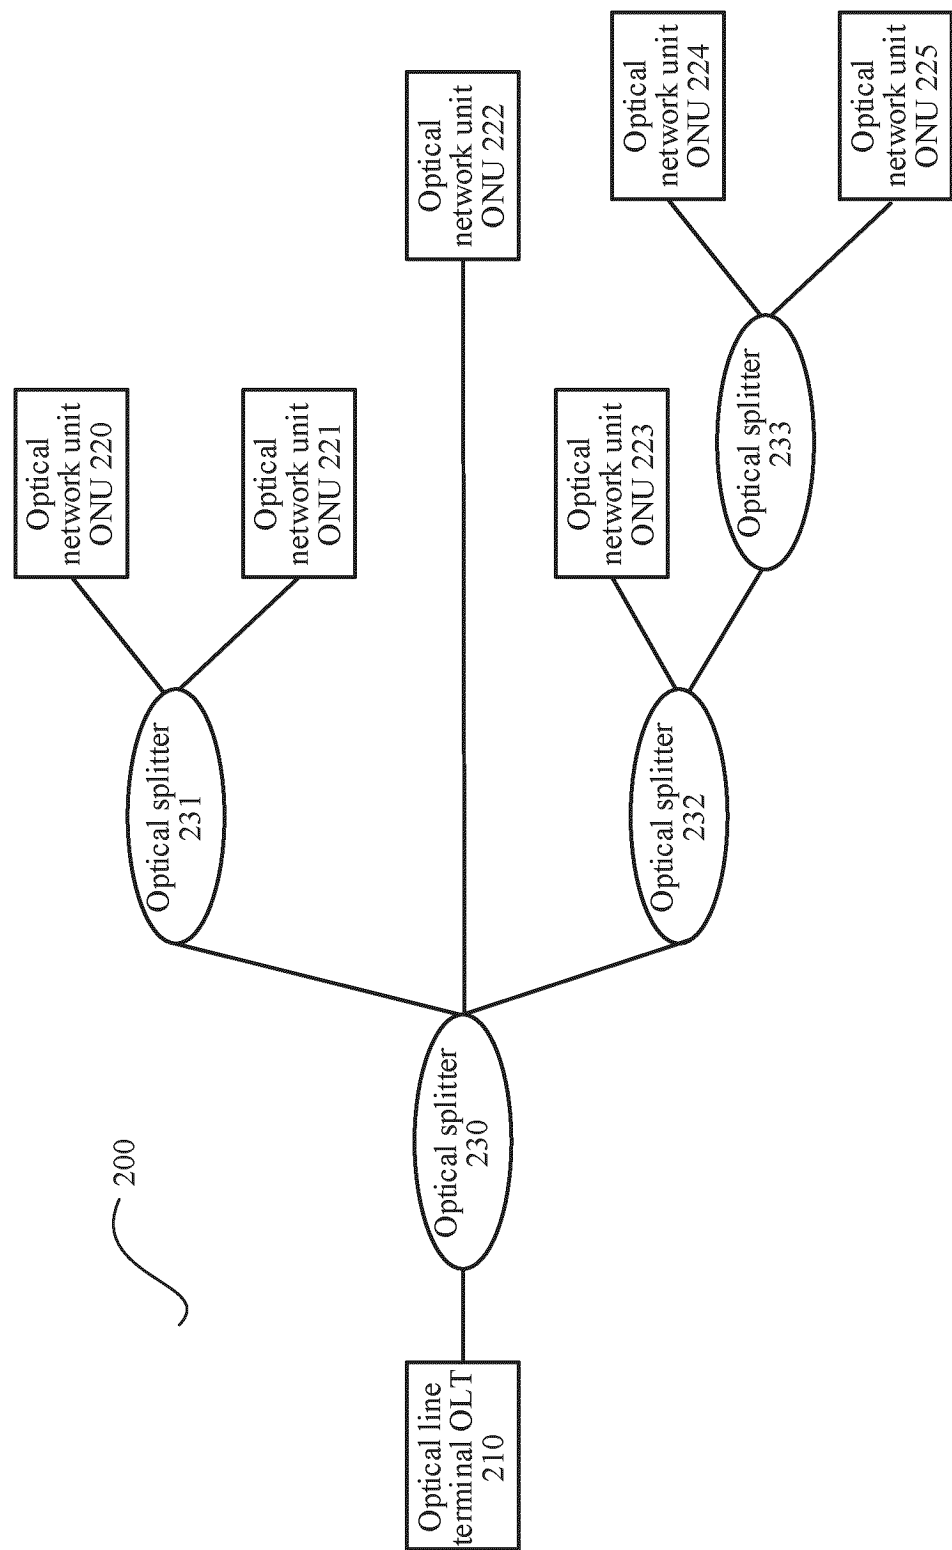 200
Optical line
terminal OLT
210
Optical splitter
230
Optical splitter
231
Optical network unit
ONU 220
Optical network unit
ONU 221
Optical
network unit
ONU 222
Optical splitter
232
Optical
network unit
ONU 223
Optical splitter
233
Optical
network unit
ONU 224
Optical
network unit
ONU 225